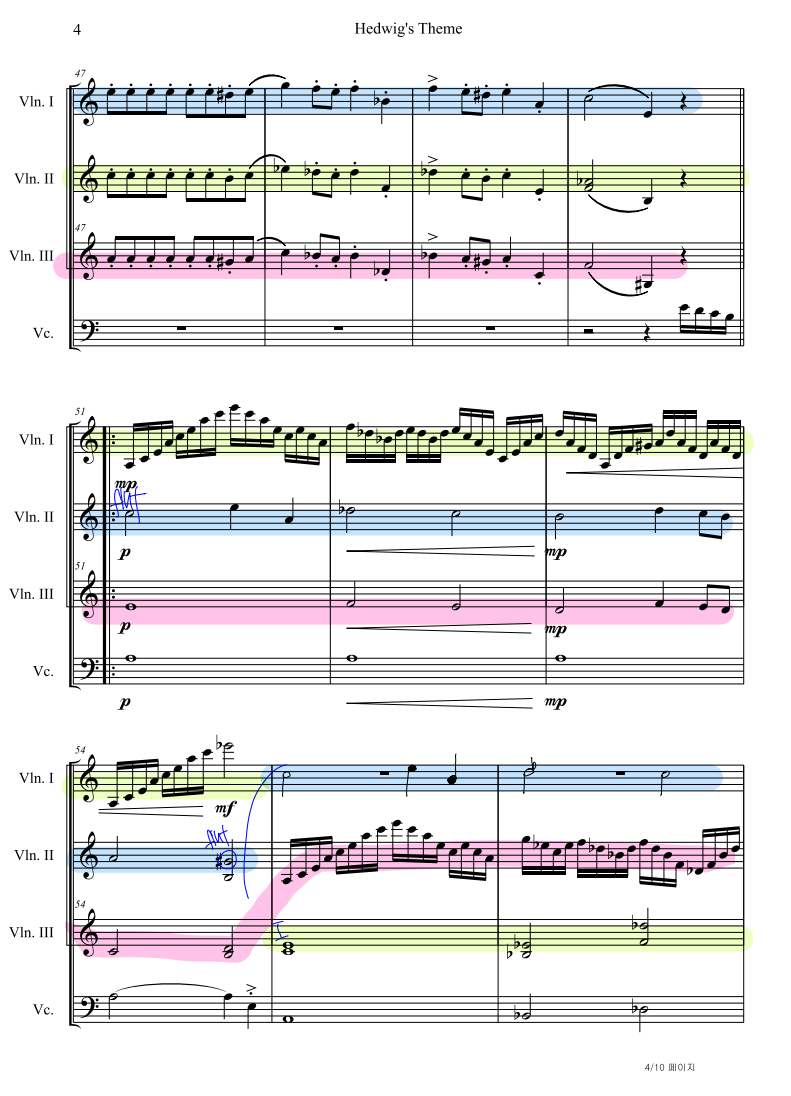 4
Hedwig's Theme
47
Vln. I
Vln. II
47
Vln. III
Vc.
51
Vln. I
mp
Vln. II
p
mp
51
Vln. III
p
mp
Vc.
p
mp
54
Vln. I
mf
Vln. II
54
Vln. III
I
Vc.
4/10 페이지